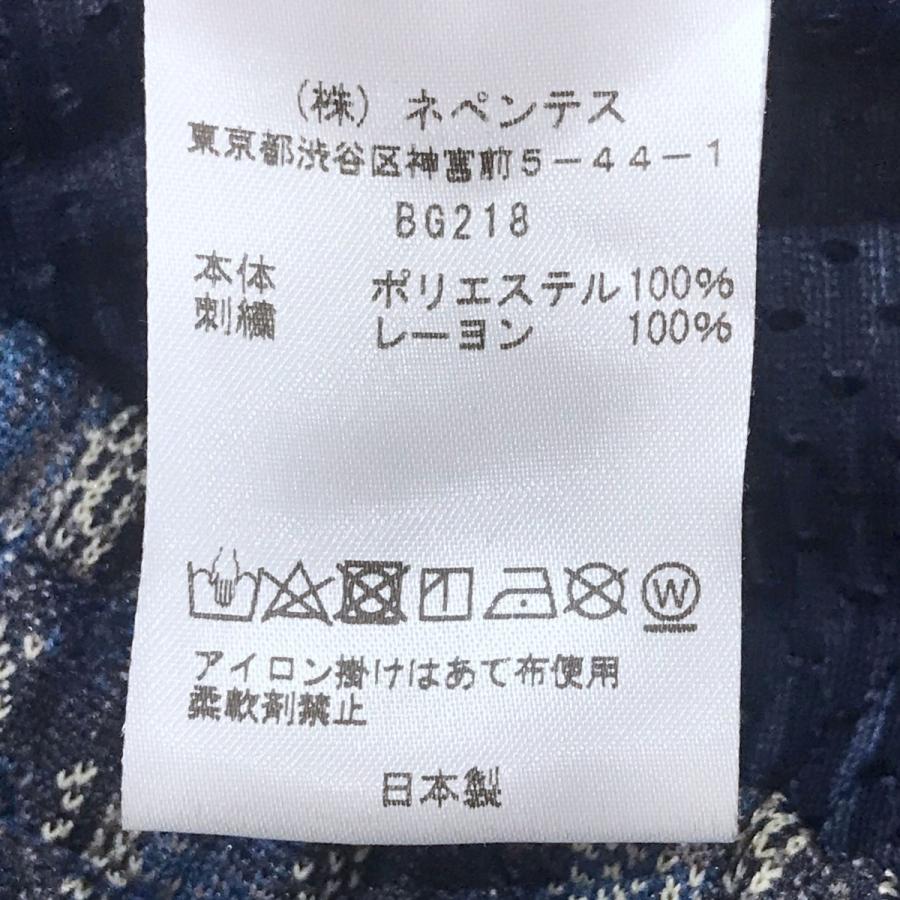 (株) ネペンテス
東京都渋谷区神宮前5-44-1
BG218
本体 ポリエステル100%
刺繍 レーヨン 100%
W
アイロン掛けはあて布使用
柔軟剤禁止
日本製